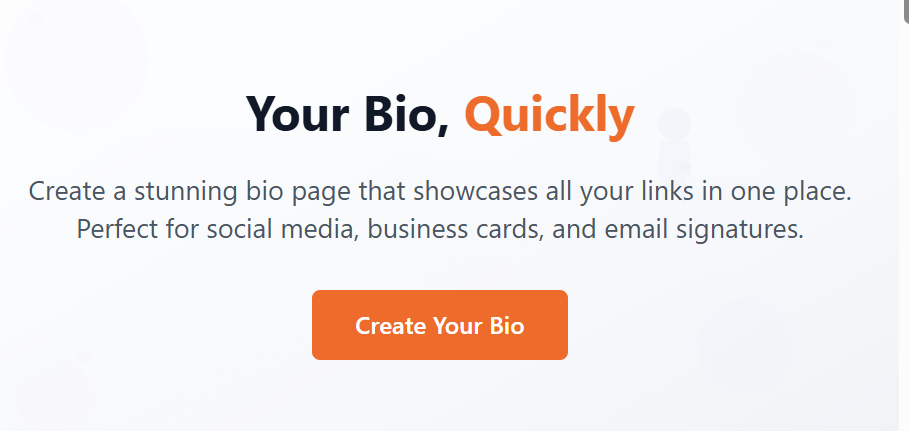 Your Bio, Quickly
Create a stunning bio page that showcases all your links in one place.
Perfect for social media, business cards, and email signatures.
Create Your Bio